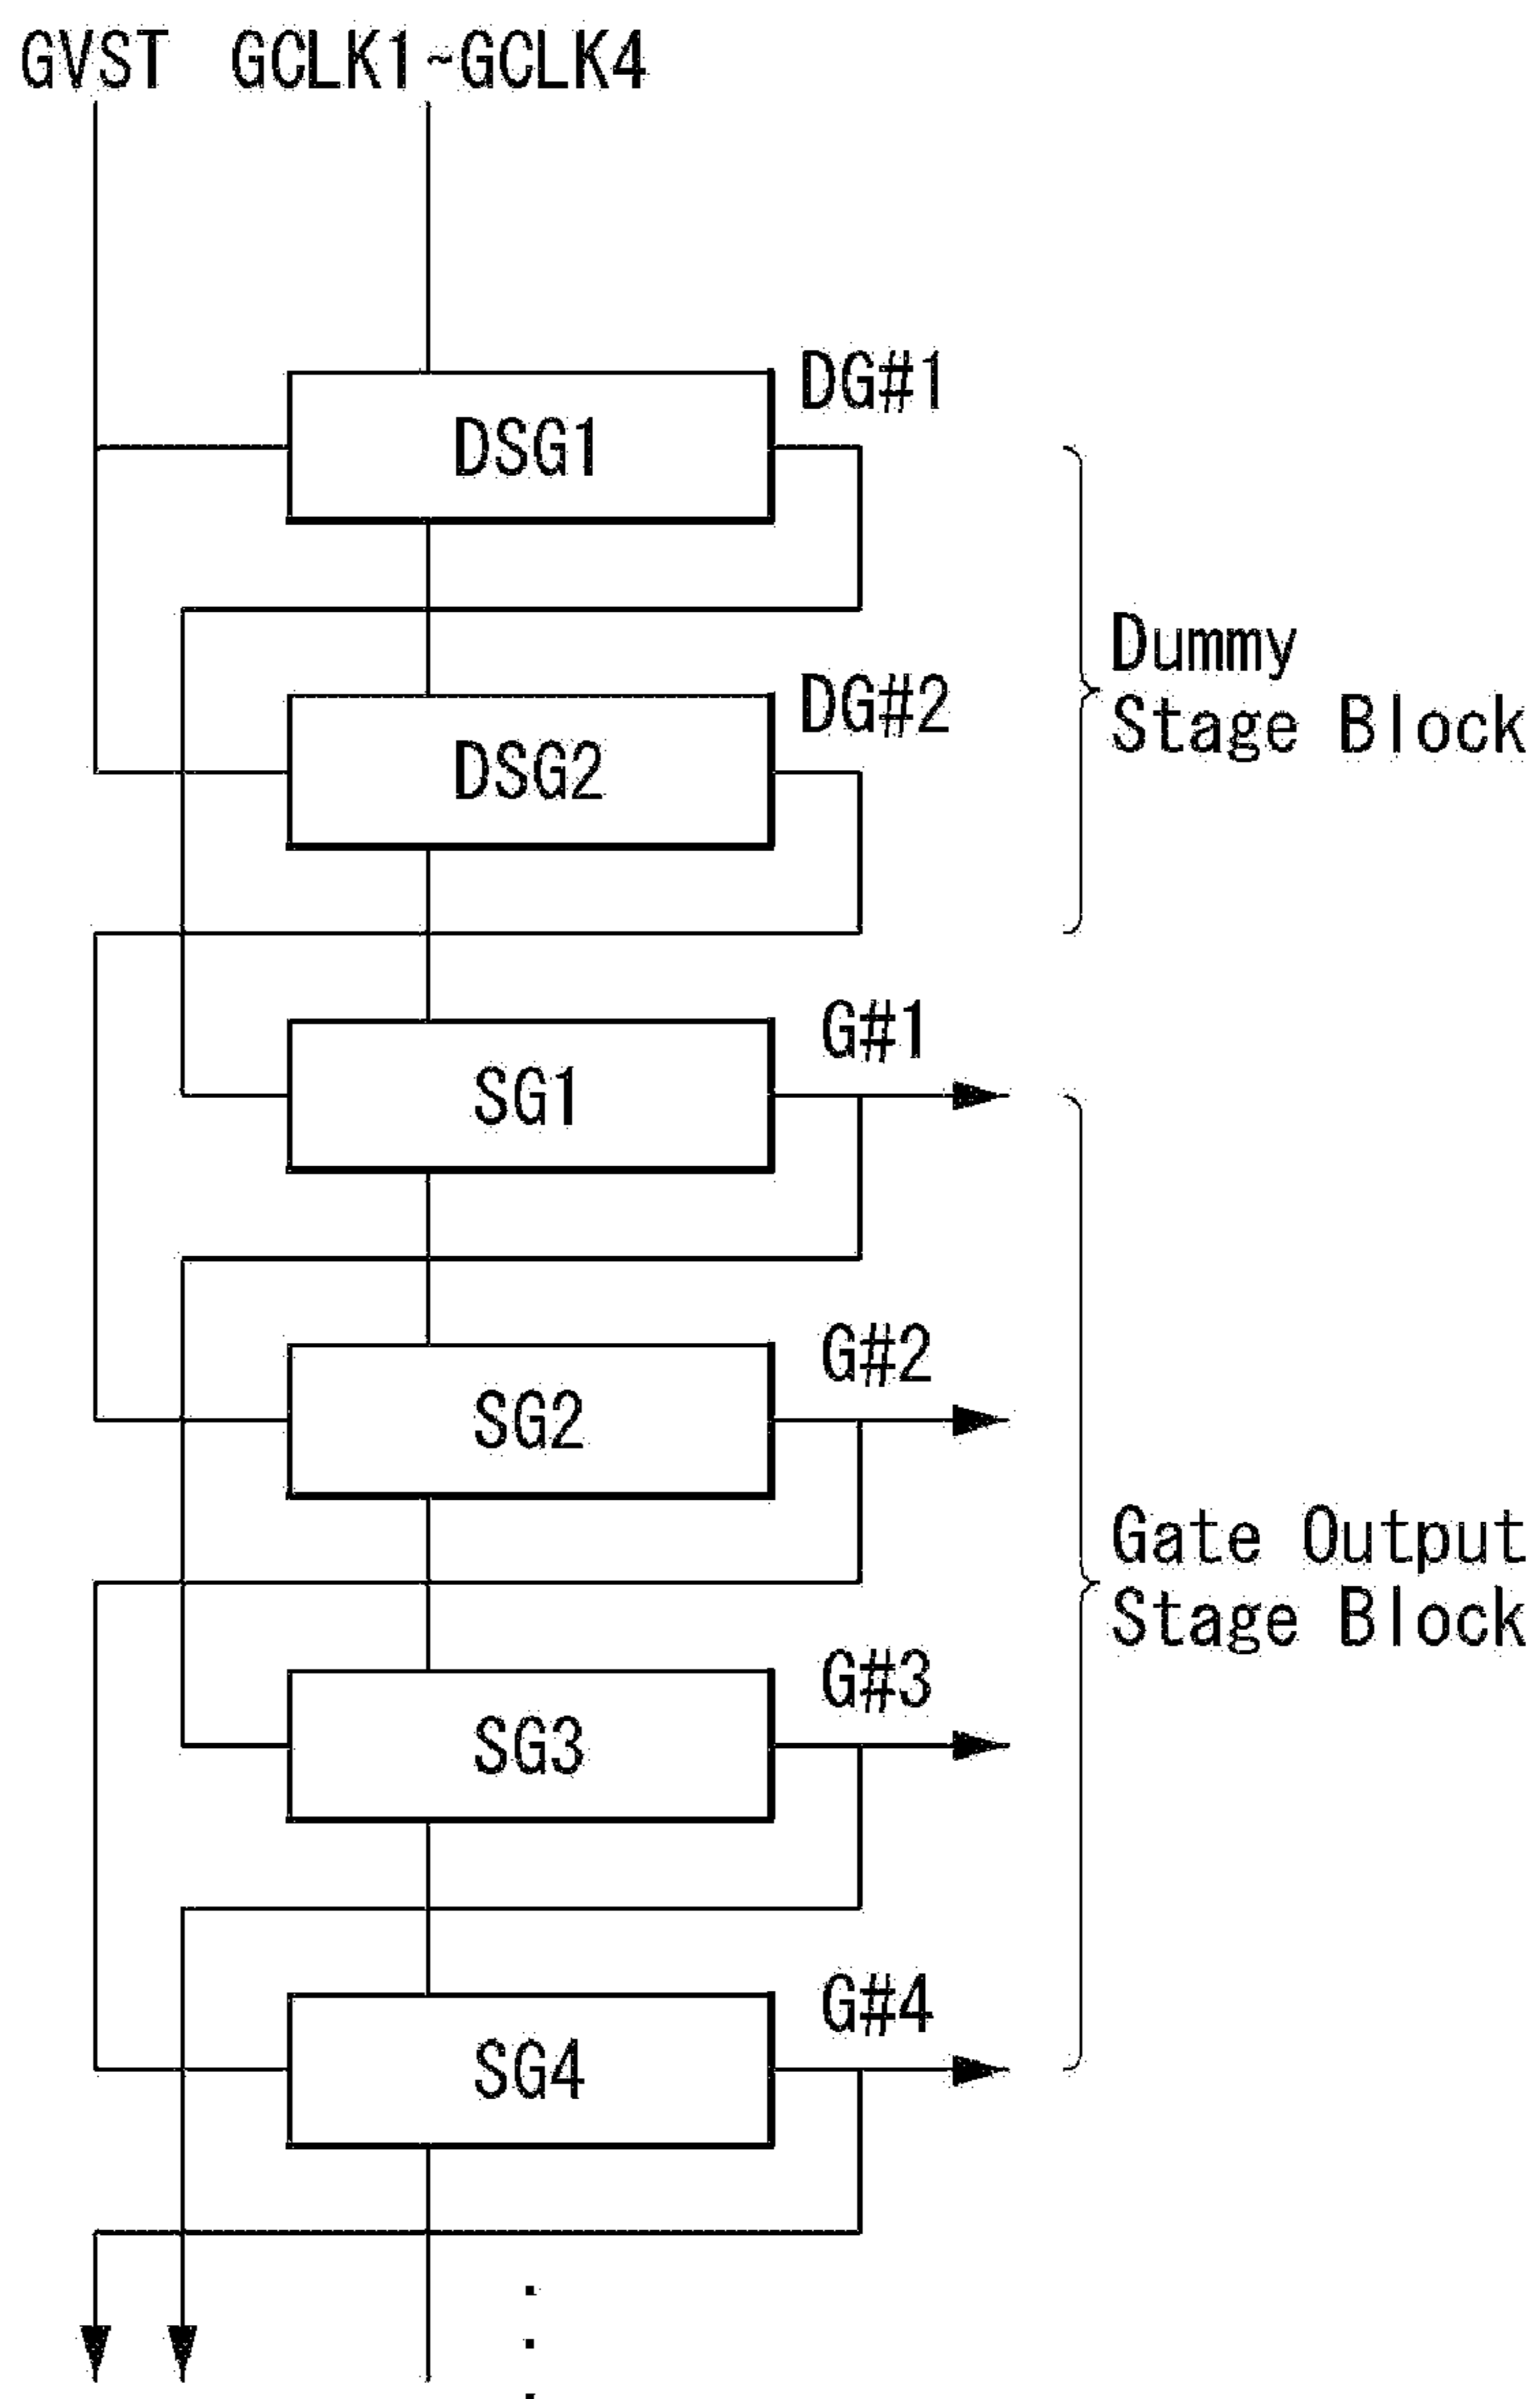 GVST GCLK1~GCLK4
DG#1
DSG1
DG#2
DSG2
Dummy
Stage Block
G#1
SG1
G#2
SG2
Gate Output
Stage Block
G#3
SG3
G#4
SG4